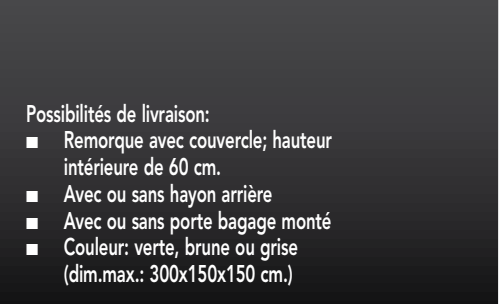 Possibilités de livraison:
■ Remorque avec couvercle; hauteur
intérieure de 60 cm.
■ Avec ou sans hayon arrière
■ Avec ou sans porte bagage monté
■ Couleur: verte, brune ou grise
(dim.max.: 300x150x150 cm.)